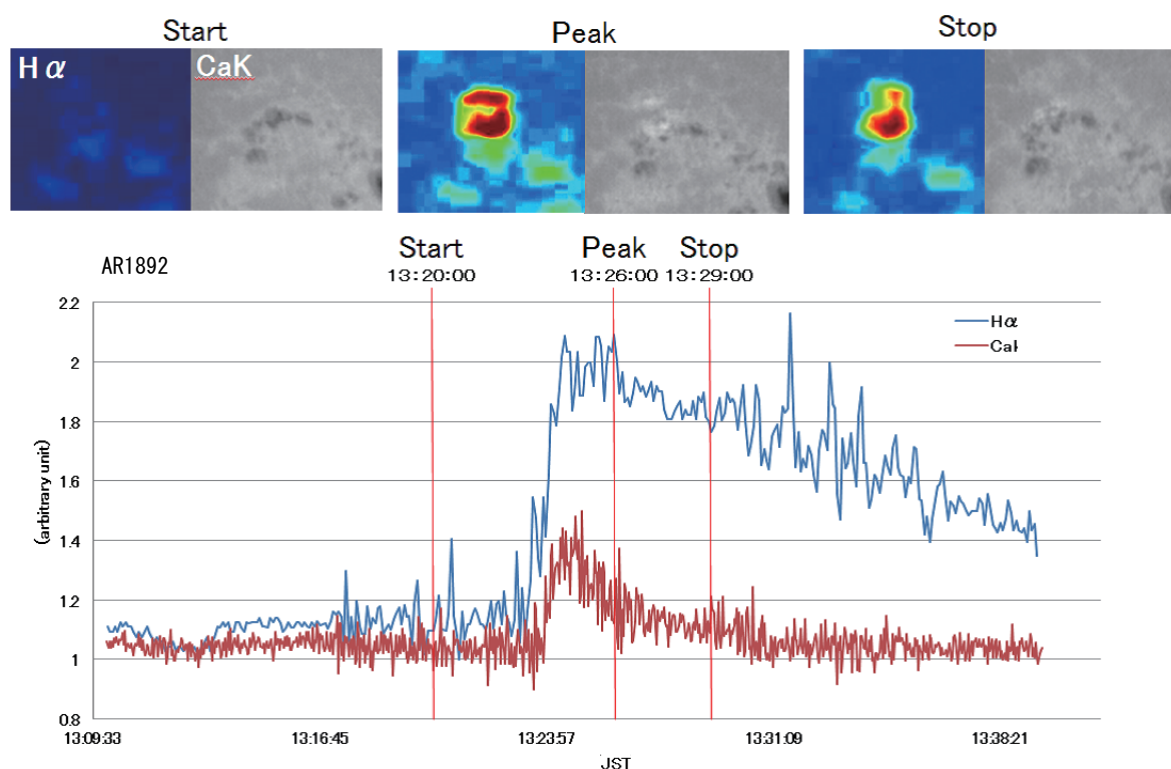 Start
Peak
Stop
Hα
CaK
AR1892
Start
13:20:00
Peak
13:26:00
Stop
13:29:00
2.2
2
1.8
1.6
1.4
1.2
1
0.8
(arbitrary unit)
Hα
CaI
13:09:33
13:16:45
13:23:57
13:31:09
13:38:21
JST